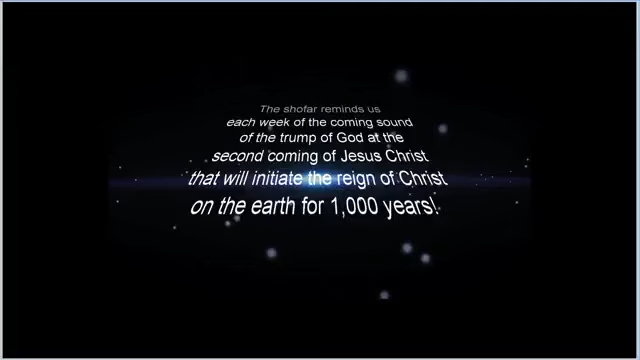 The shofar reminds us
each week of the coming sound
of the trump of God at the
second coming of Jesus Christ
that will initiate the reign of Christ
on the earth for 1,000 years!